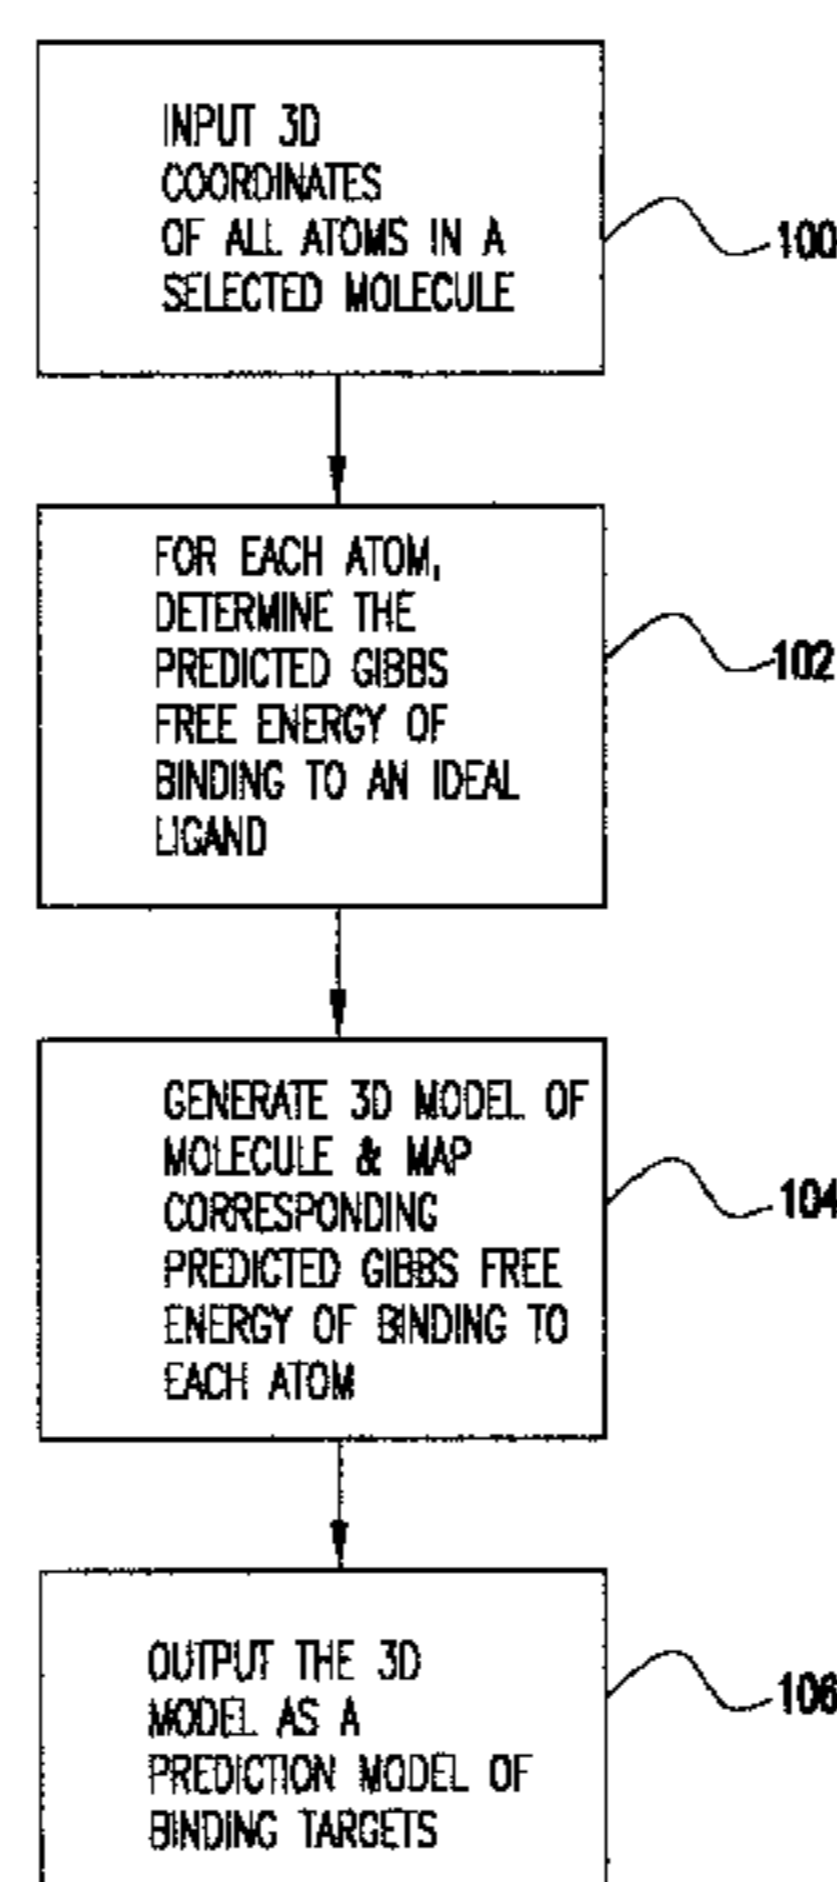 INPUT 3D
COORDINATES
OF ALL ATOMS IN A
SELECTED MOLECULE
100
FOR EACH ATOM,
DETERMINE THE
PREDICTED GIBBS
FREE ENERGY OF
BINDING TO AN IDEAL
LIGAND
102
GENERATE 3D MODEL OF
MOLECULE & MAP
CORRESPONDING
PREDICTED GIBBS FREE
ENERGY OF BINDING TO
EACH ATOM
104
OUTPUT THE 3D
MODEL AS A
PREDICTION MODEL OF
BINDING TARGETS
106